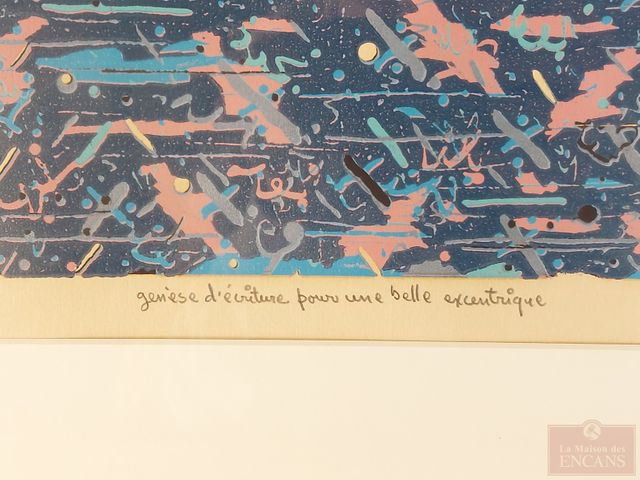 genèse d'écriture pour une belle excentrique
La Maison des
ENCANS